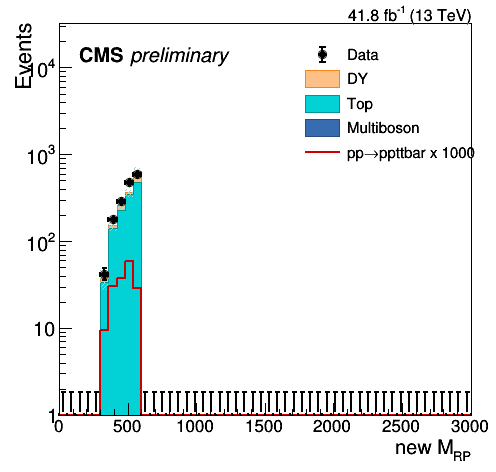 41.8 fb⁻¹ (13 TeV)
Events
CMS preliminary
Data
DY
Top
Multiboson
pp→ppttbar x 1000
10⁴
10³
10²
10
1
0 500 1000 1500 2000 2500 3000
new M_RP